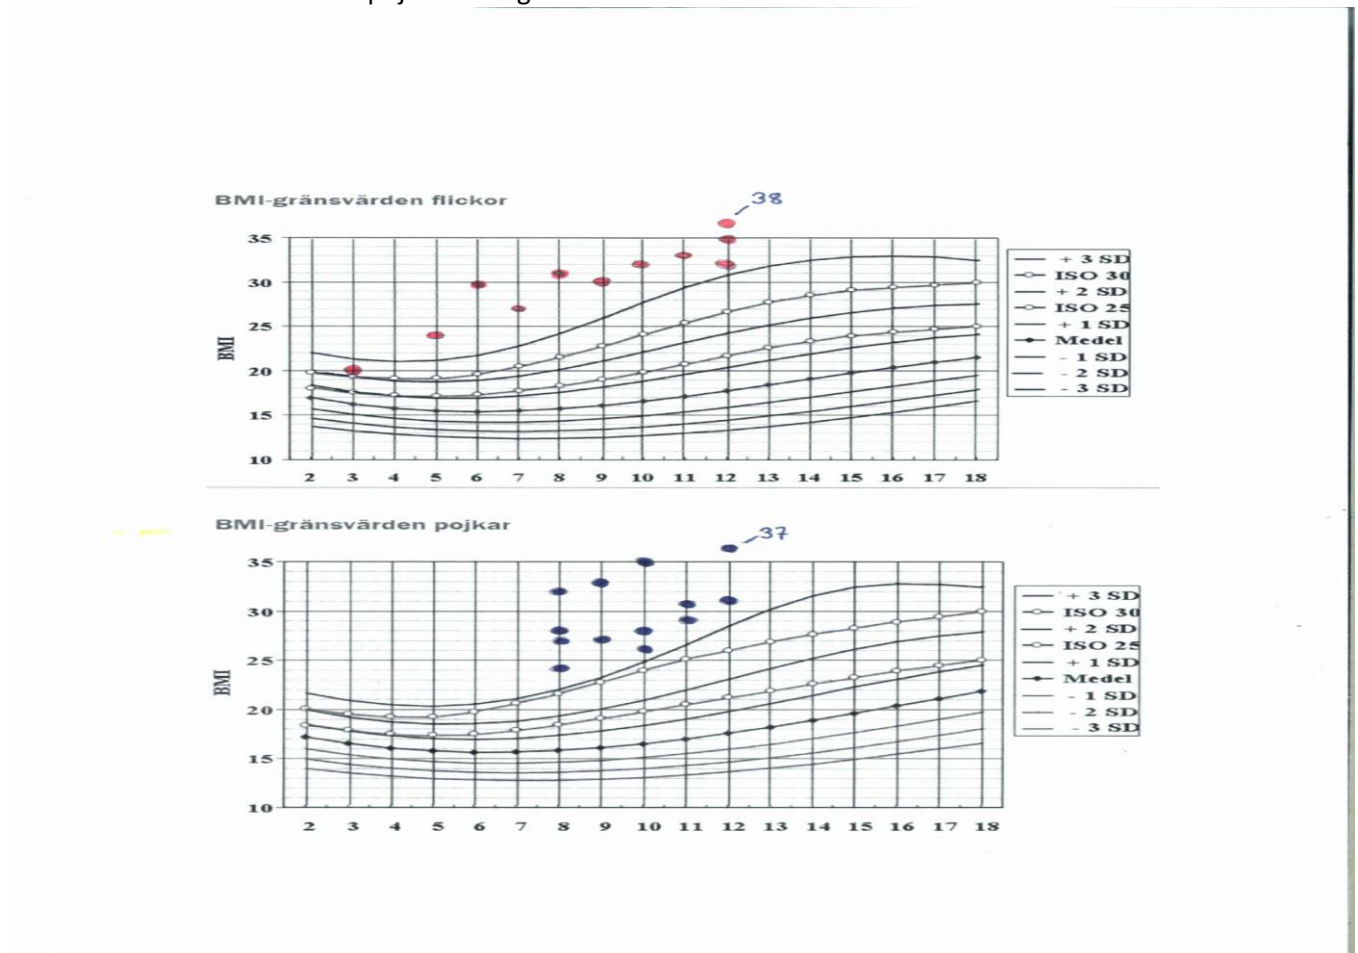 BMI-gränsvärden flickor
38
35
30
25
20
15
10
BMI
2 3 4 5 6 7 8 9 10 11 12 13 14 15 16 17 18
+ 3 SD
ISO 30
+ 2 SD
ISO 25
+ 1 SD
Medel
- 1 SD
- 2 SD
- 3 SD
BMI-gränsvärden pojkar
37
35
30
25
20
15
10
BMI
2 3 4 5 6 7 8 9 10 11 12 13 14 15 16 17 18
+ 3 SD
ISO 30
+ 2 SD
ISO 25
+ 1 SD
Medel
- 1 SD
- 2 SD
- 3 SD